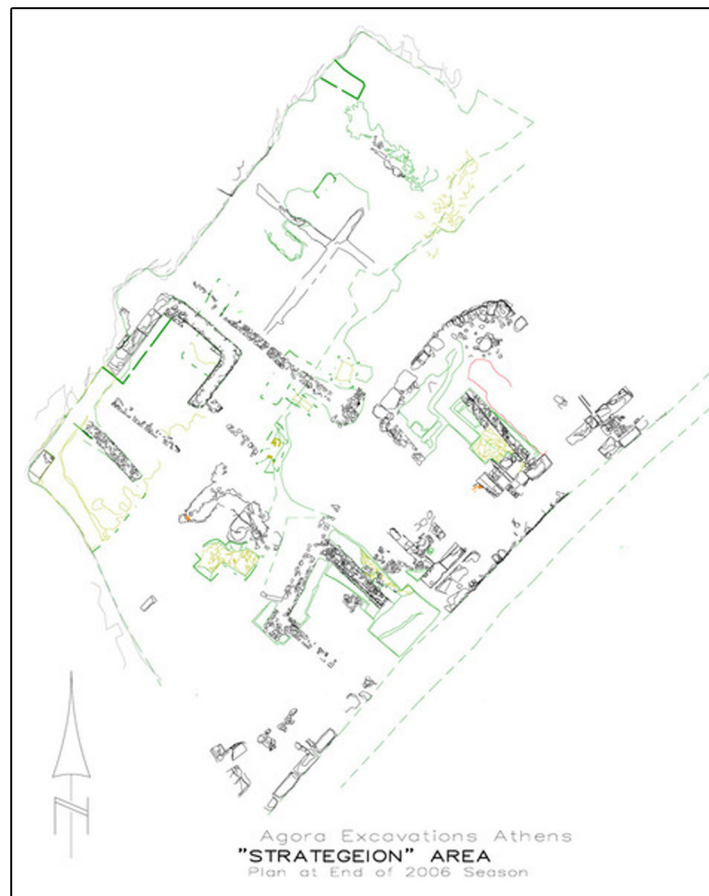 N
Agora Excavations Athens
"STRATEGEION" AREA
Plan at End of 2006 Season